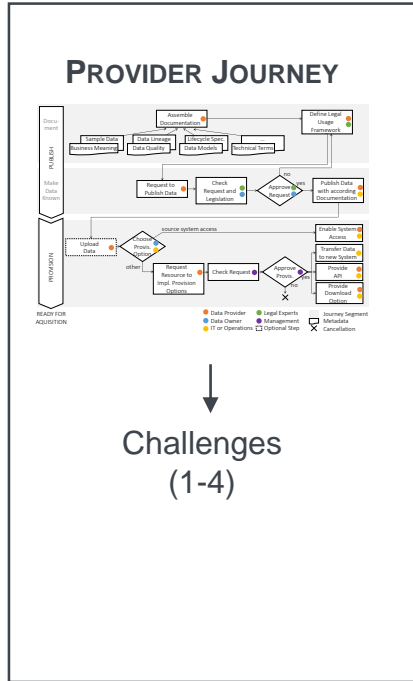 PROVIDER JOURNEY
Docu-
ment
PUBLISH
Make
Data
Known
PROVISION
READY FOR
AQUISITION
Assemble
Documentation
Define Legal
Usage
Framework
Sample Data
Data Lineage
Lifecycle Spec.
...
Business Meaning
Data Quality
Data Models
Technical Terms
no
Request to
Publish Data
Check
Request and
Legislation
Approve
Request
yes
Publish Data
with according
Documentation
Upload
Data
Choose
Provis.
Option
source system access
Enable System
Access
other
Request
Resource to
Impl. Provision
Options
Check Request
Approve
Provis.
yes
no
Transfer Data
to new System
Provide
API
Provide
Download
Option
Data Provider
Legal Experts
Journey Segment
Data Owner
Management
Metadata
IT or Operations
Optional Step
Cancellation
Challenges
(1-4)